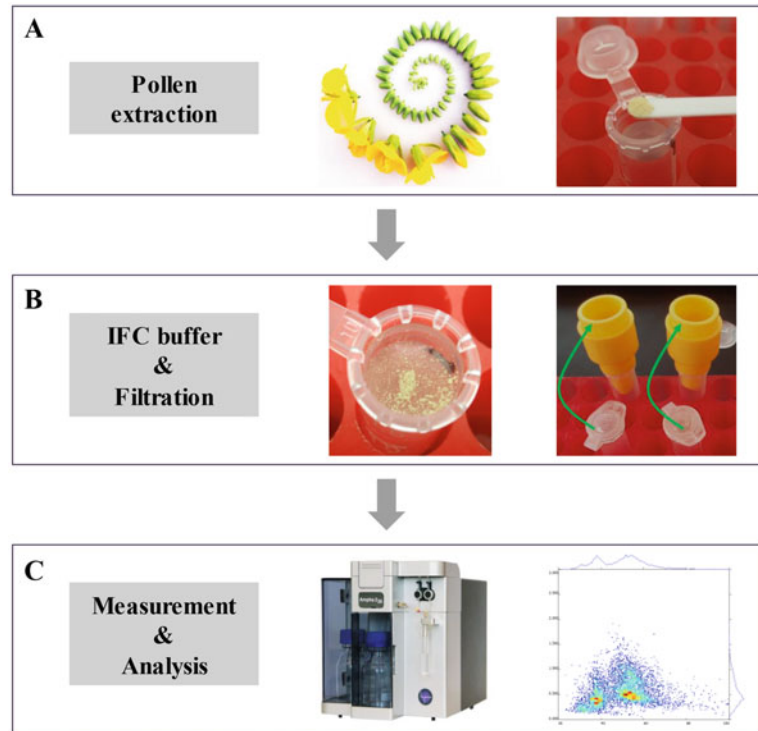 A
Pollen
extraction
B
IFC buffer
&
Filtration
C
Measurement
&
Analysis